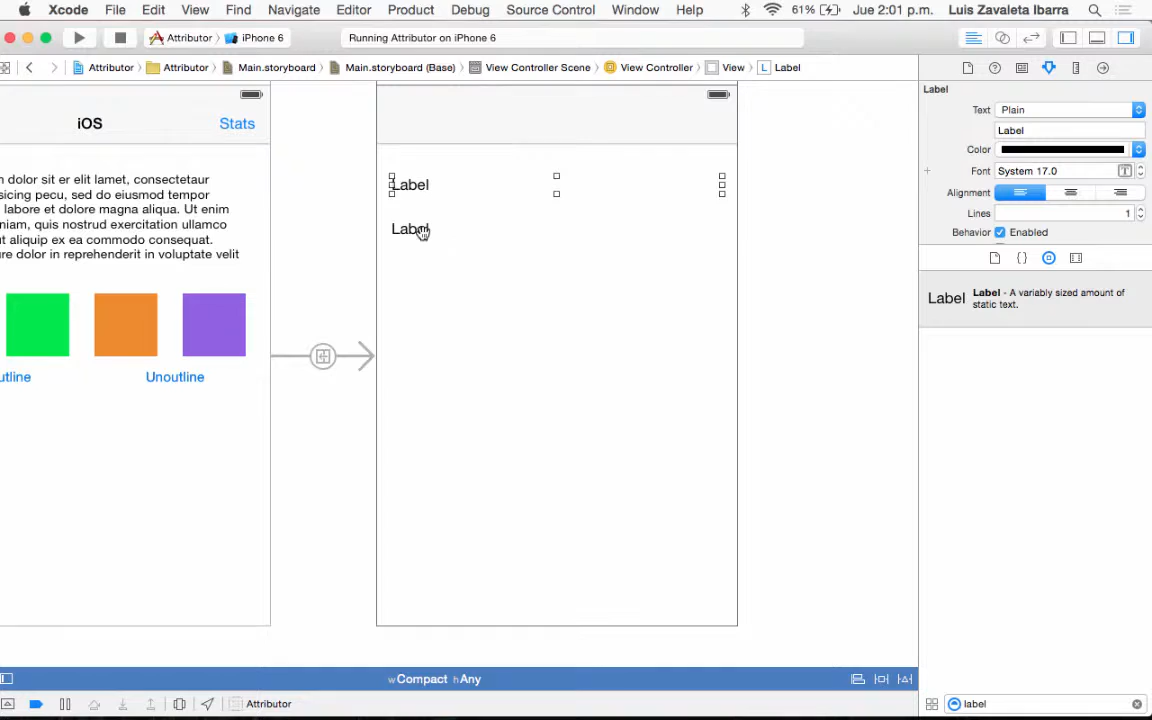 Xcode File Edit View Find Navigate Editor Product Debug Source Control Window Help 61% Jue 2:01 p.m. Luis Zavaleta Ibarra
Attributor iPhone 6 Running Attributor on iPhone 6
Attributor Attributor Main.storyboard Main.storyboard (Base) View Controller Scene View Controller View L Label
iOS Stats
dolor sit er elit lamet, consectetur
sicing pecu, sed do eiusmod tempor
labore et dolore magna aliqua. Ut enim
niam, quis nostrud exercitation ullamco
ut aliquip ex ea commodo consequat.
ure dolor in reprehenderit in voluptate velit
utline Unoutline
Label
Label
Label
Text Plain
Label
Color
Font System 17.0 T
Alignment
Lines 1
Behavior Enabled
{ }
Label Label - A variably sized amount of
static text.
wCompact hAny
Attributor
label